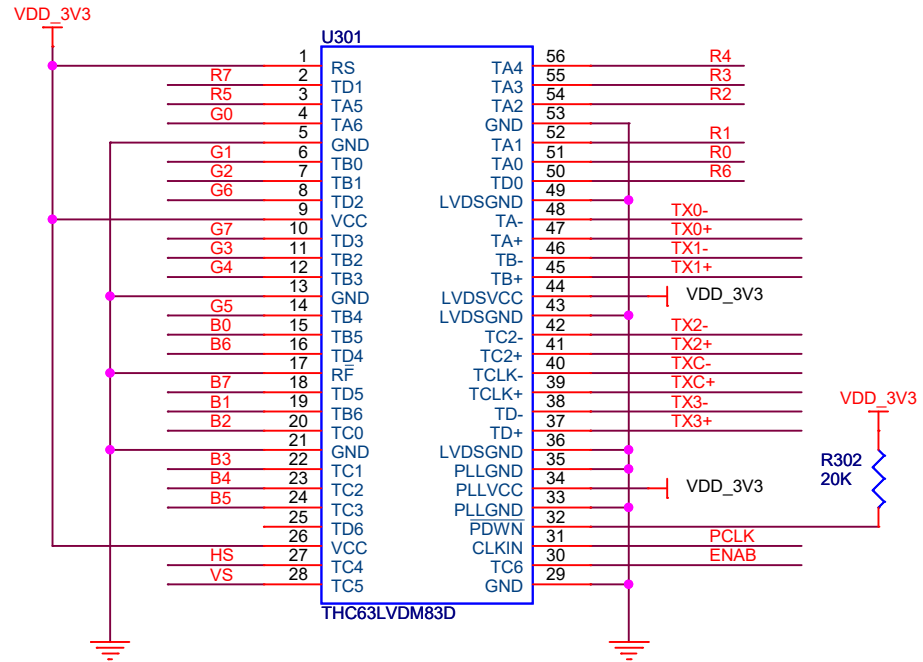 VDD_3V3
U301
1 RS TA4 56 R4
R7 2 TD1 TA3 55 R3
R5 3 TA5 TA2 54 R2
G0 4 TA6 GND 53
5 GND TA1 52 R1
G1 6 TB0 TA0 51 R0
G2 7 TB1 TD0 50 R6
G6 8 TD2 LVDSGND 49
9 VCC TA- 48 TX0-
G7 10 TD3 TA+ 47 TX0+
G3 11 TB2 TB- 46 TX1-
G4 12 TB3 TB+ 45 TX1+
13 GND LVDSVCC 44 VDD_3V3
G5 14 TB4 LVDSGND 43
B0 15 TB5 TC2- 42 TX2-
B6 16 TD4 TC2+ 41 TX2+
17 RF̅ TCLK- 40 TXC-
B7 18 TD5 TCLK+ 39 TXC+
B1 19 TB6 TD- 38 TX3-
B2 20 TC0 TD+ 37 TX3+
21 GND LVDSGND 36
B3 22 TC1 PLLGND 35
B4 23 TC2 PLLVCC 34 VDD_3V3
B5 24 TC3 PLLGND 33
25 TD6 P̅D̅W̅N̅ 32
26 VCC CLKIN 31 PCLK
HS 27 TC4 TC6 30 ENAB
VS 28 TC5 GND 29
THC63LVDM83D
VDD_3V3
R302
20K